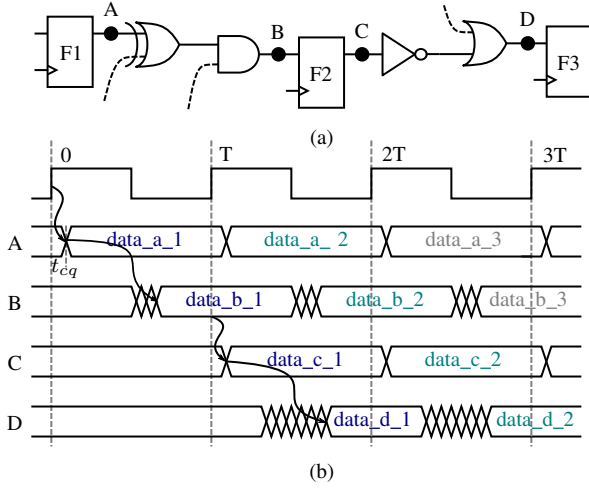 A
B
C
D
F1
F2
F3
(a)
0 T 2T 3T
A data_a_1 data_a_ 2 data_a_3
t_cq
B data_b_1 data_b_2 data_b_3
C data_c_1 data_c_2
D data_d_1 data_d_2
(b)